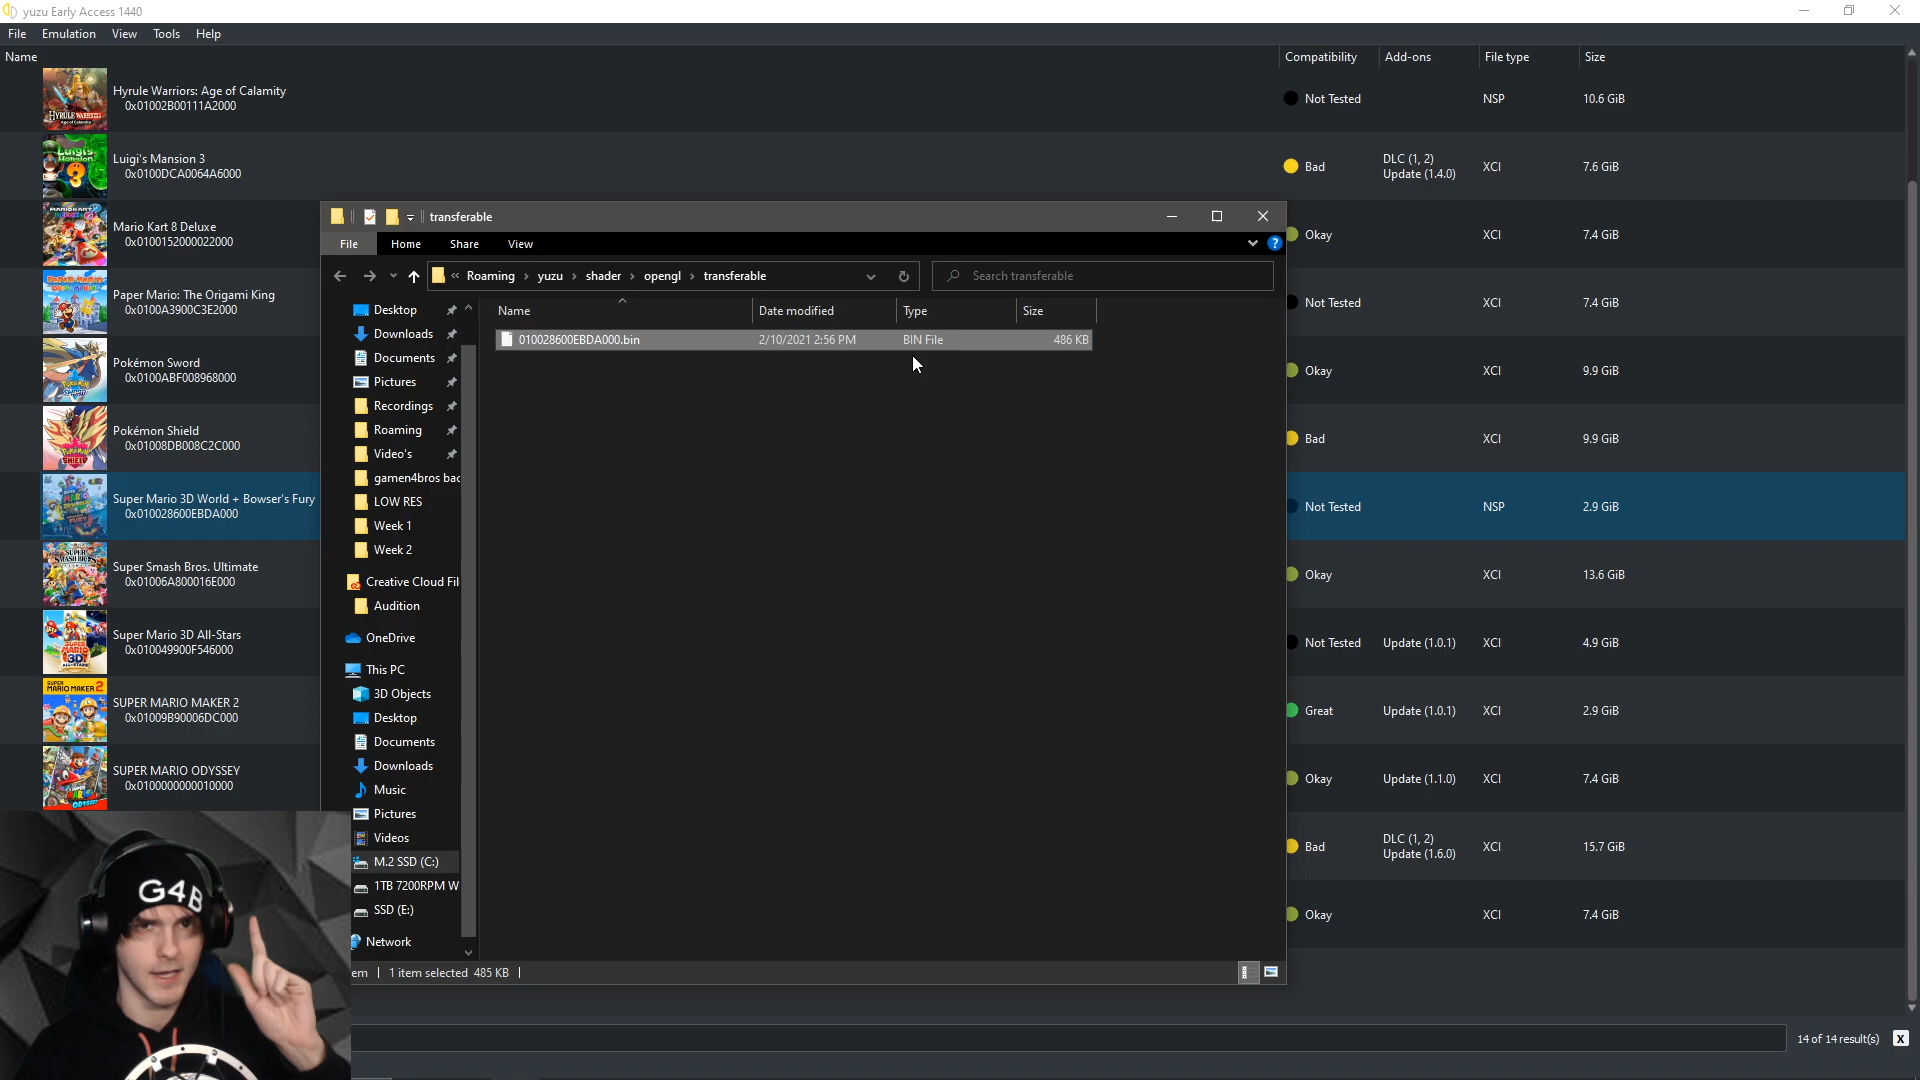 yuzu Early Access 1440
File Emulation View Tools Help
Name Compatibility Add-ons File type Size
Hyrule Warriors: Age of Calamity
0x01002B00111A2000
Not Tested NSP 10.6 GiB
Luigi's Mansion 3
0x0100DCA0064A6000
Bad DLC (1, 2)
Update (1.4.0) XCI 7.6 GiB
Mario Kart 8 Deluxe
0x0100152000022000
Okay XCI 7.4 GiB
Paper Mario: The Origami King
0x0100A3900C3E2000
Not Tested XCI 7.4 GiB
Pokémon Sword
0x0100ABF008968000
Okay XCI 9.9 GiB
Pokémon Shield
0x01008DB008C2C000
Bad XCI 9.9 GiB
Super Mario 3D World + Bowser's Fury
0x010028600EBDA000
Not Tested NSP 2.9 GiB
Super Smash Bros. Ultimate
0x01006A800016E000
Okay XCI 13.6 GiB
Super Mario 3D All-Stars
0x010049900F546000
Not Tested Update (1.0.1) XCI 4.9 GiB
SUPER MARIO MAKER 2
0x01009B90006DC000
Great Update (1.0.1) XCI 2.9 GiB
SUPER MARIO ODYSSEY
0x0100000000010000
Okay Update (1.1.0) XCI 7.4 GiB
Bad DLC (1, 2)
Update (1.6.0) XCI 15.7 GiB
Okay XCI 7.4 GiB
transferable
File Home Share View
« Roaming › yuzu › shader › opengl › transferable
Search transferable
Name Date modified Type Size
010028600EBDA000.bin 2/10/2021 2:56 PM BIN File 486 KB
Desktop
Downloads
Documents
Pictures
Recordings
Roaming
Video's
gamen4bros bac
LOW RES
Week 1
Week 2
Creative Cloud Fil
Audition
OneDrive
This PC
3D Objects
Desktop
Documents
Downloads
Music
Pictures
Videos
M.2 SSD (C:)
1TB 7200RPM W
SSD (E:)
Network
em 1 item selected 485 KB
G4B
14 of 14 result(s) X